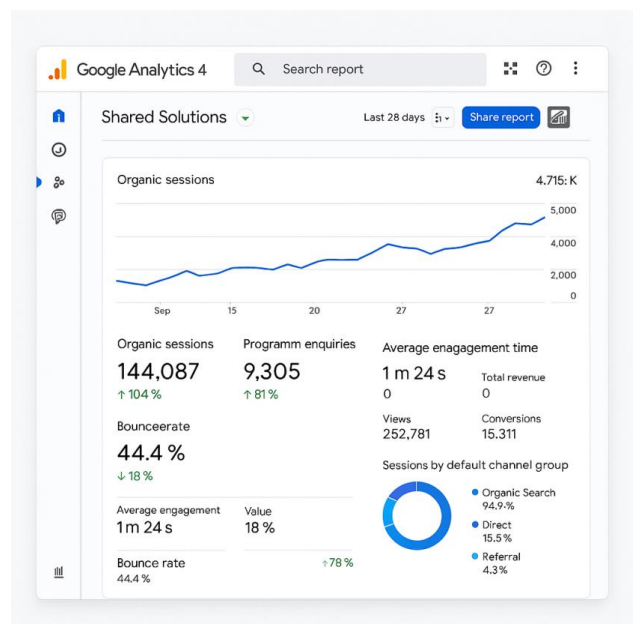 Google Analytics 4
Search report
Shared Solutions
Last 28 days
Share report
Organic sessions
4.715: K
5,000
4,000
2,000
0
Sep 15 20 27 27
Organic sessions
144,087
↑ 104 %
Programm enquiries
9,305
↑ 81 %
Bounceerate
44.4 %
↓ 18 %
Average engagement
1m 24 s
Value
18 %
Bounce rate
44.4 %
↑78 %
Average enagagement time
1 m 24 s
0
Total revenue
0
Views
252,781
Conversions
15.311
Sessions by default channel group
Organic Search
94.9·%
Direct
15.5 %
Referral
4.3 %